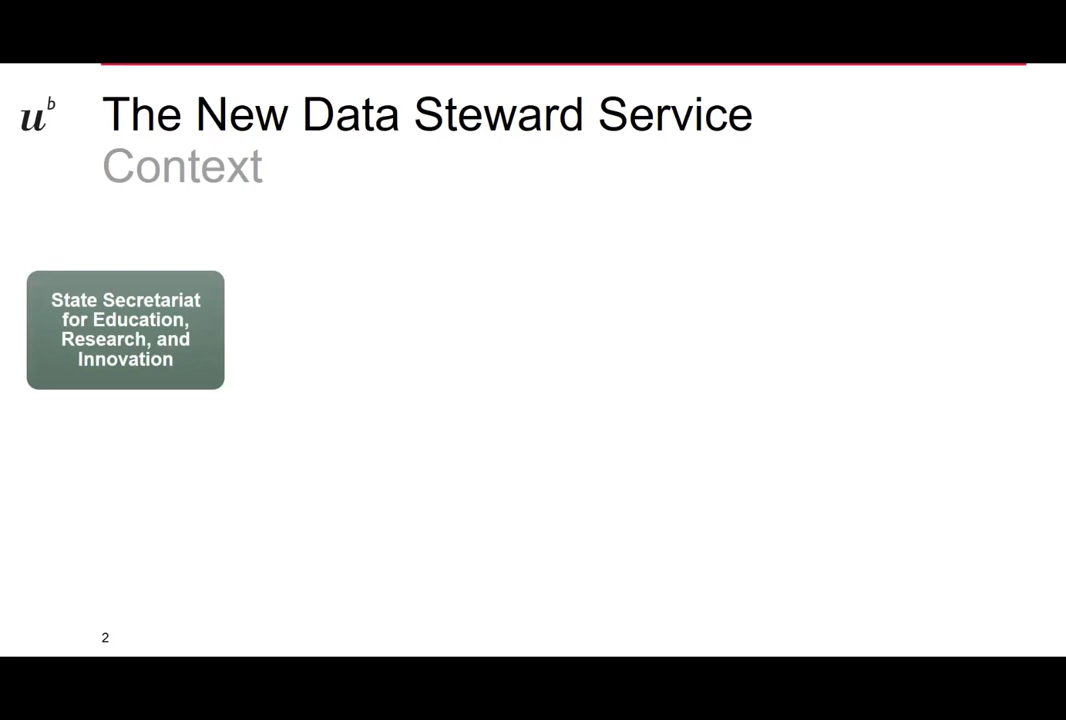 u^b
The New Data Steward Service
Context
State Secretariat
for Education,
Research, and
Innovation
2